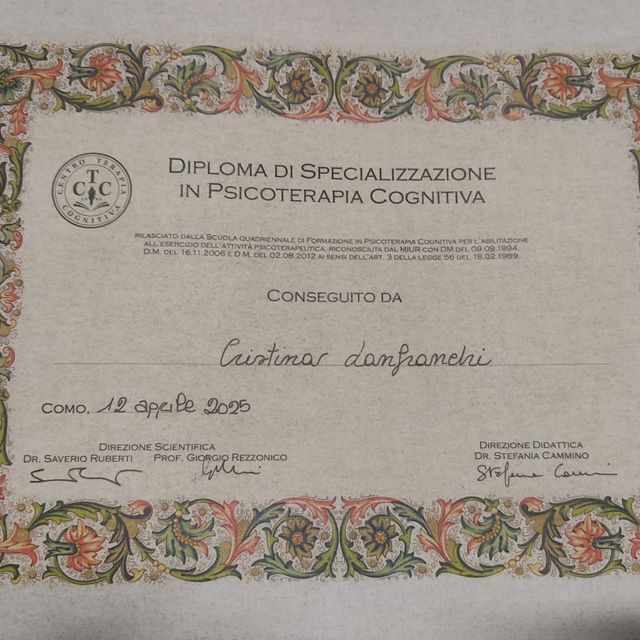 CENTRO TERAPIA
CTC
COGNITIVA
DIPLOMA DI SPECIALIZZAZIONE
IN PSICOTERAPIA COGNITIVA
RILASCIATO DALLA SCUOLA QUADRIENNALE DI FORMAZIONE IN PSICOTERAPIA COGNITIVA PER L'ABILITAZIONE
ALL'ESERCIZIO DELL'ATTIVITÀ PSICOTERAPEUTICA, RICONOSCIUTA DAL MIUR CON DM DEL 09.09.1994,
D.M. DEL 16.11.2006 E D.M. DEL 02.08.2012 AI SENSI DELL'ART. 3 DELLA LEGGE 56 DEL 18.02.1989.
CONSEGUITO DA
Cristina Lanfranchi
COMO, 12 aprile 2025
DIREZIONE SCIENTIFICA
DR. SAVERIO RUBERTI PROF. GIORGIO REZZONICO
DIREZIONE DIDATTICA
DR. STEFANIA CAMMINO